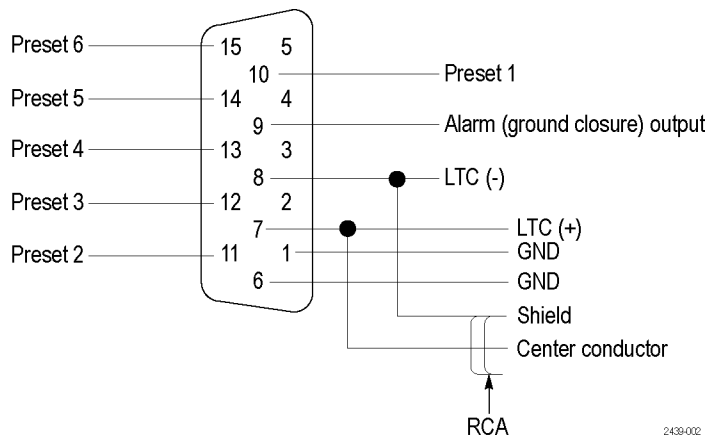 Preset 6 15 5
10 Preset 1
Preset 5 14 4
9 Alarm (ground closure) output
Preset 4 13 3
8 LTC (-)
Preset 3 12 2
7 LTC (+)
Preset 2 11 1 GND
6 GND
Shield
Center conductor
RCA
2439-002